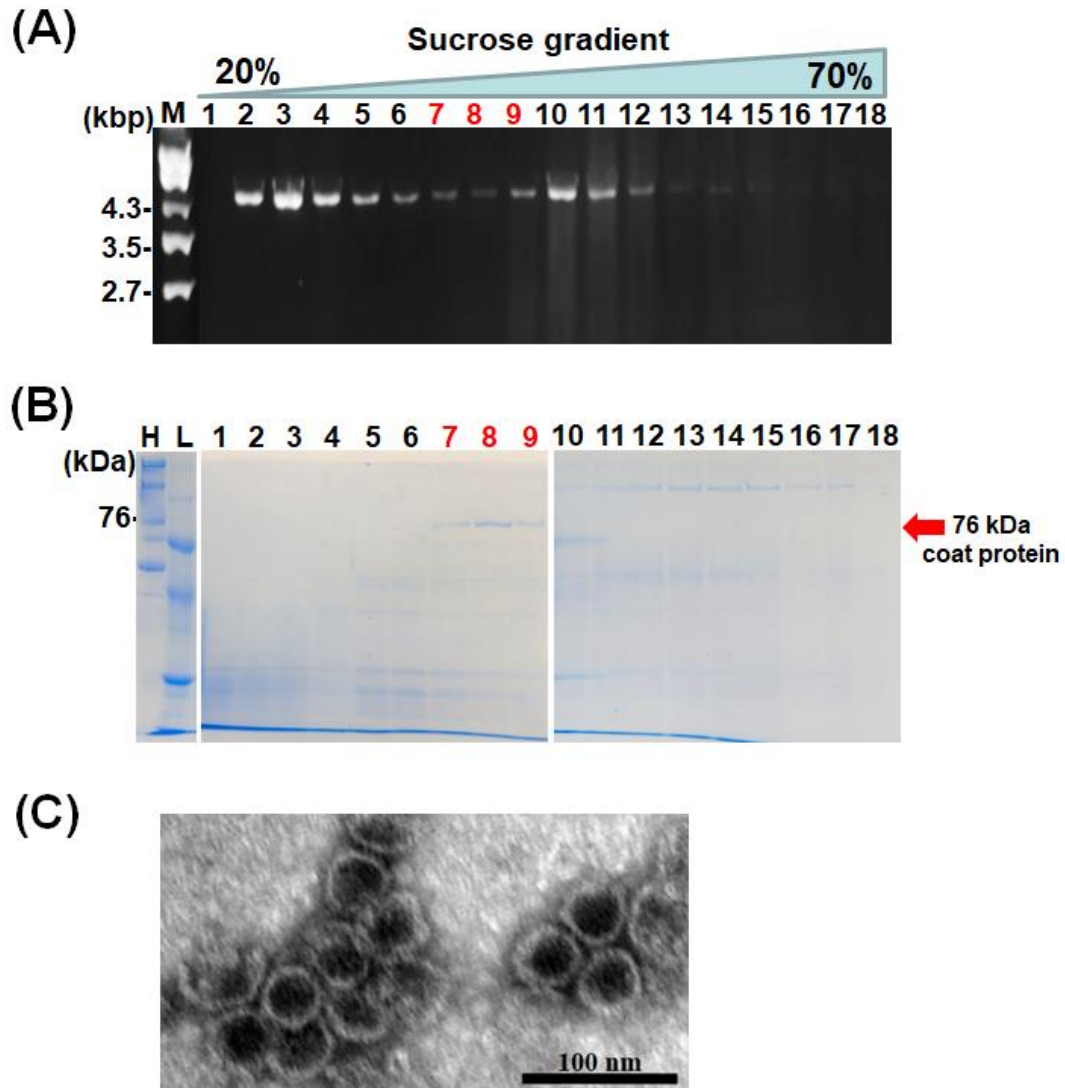 (A)
Sucrose gradient
20% 70%
(kbp) M 1 2 3 4 5 6 7 8 9 10 11 12 13 14 15 16 17 18
4.3-
3.5-
2.7-
(B)
H L 1 2 3 4 5 6 7 8 9 10 11 12 13 14 15 16 17 18
(kDa)
76-
76 kDa
coat protein
(C)
100 nm